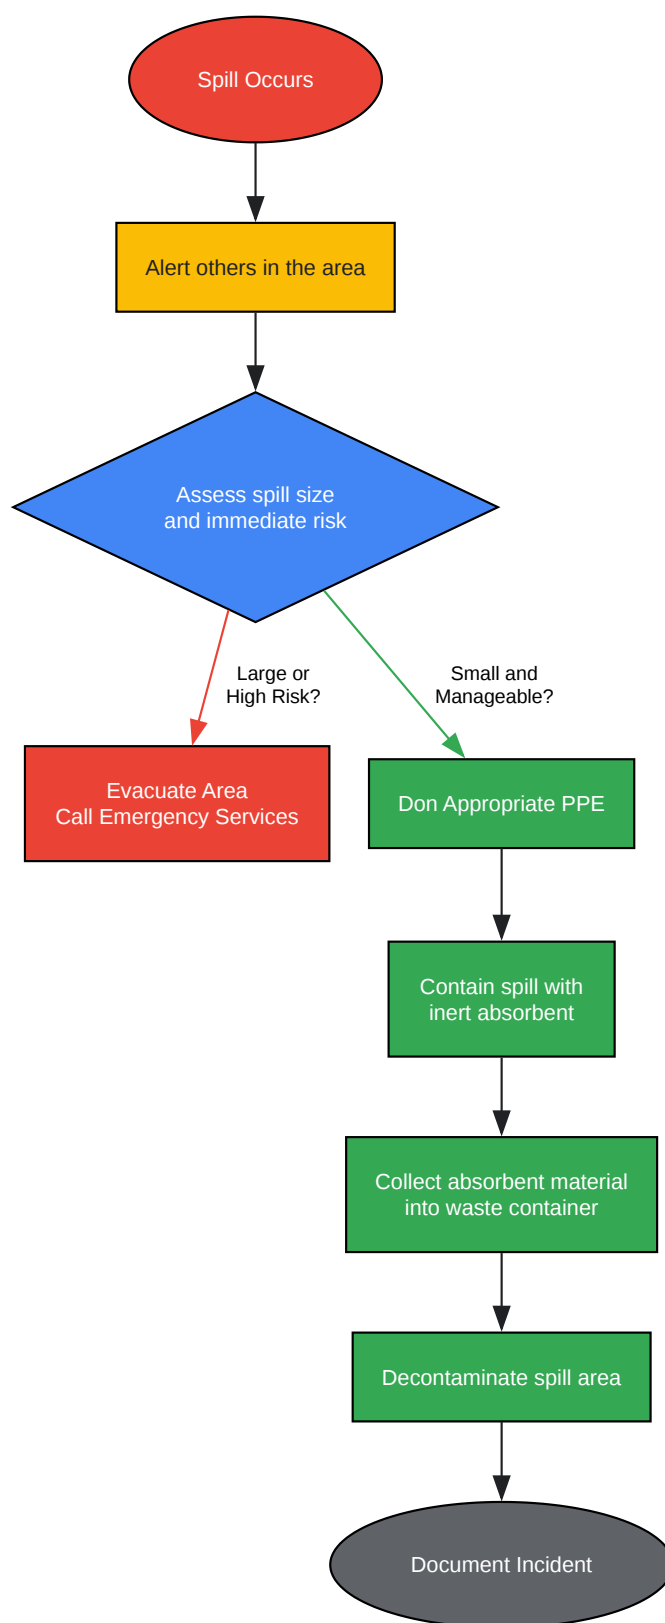 Spill Occurs
Alert others in the area
Assess spill size
and immediate risk
Large or
High Risk?
Small and
Manageable?
Evacuate Area
Call Emergency Services
Don Appropriate PPE
Contain spill with
inert absorbent
Collect absorbent material
into waste container
Decontaminate spill area
Document Incident